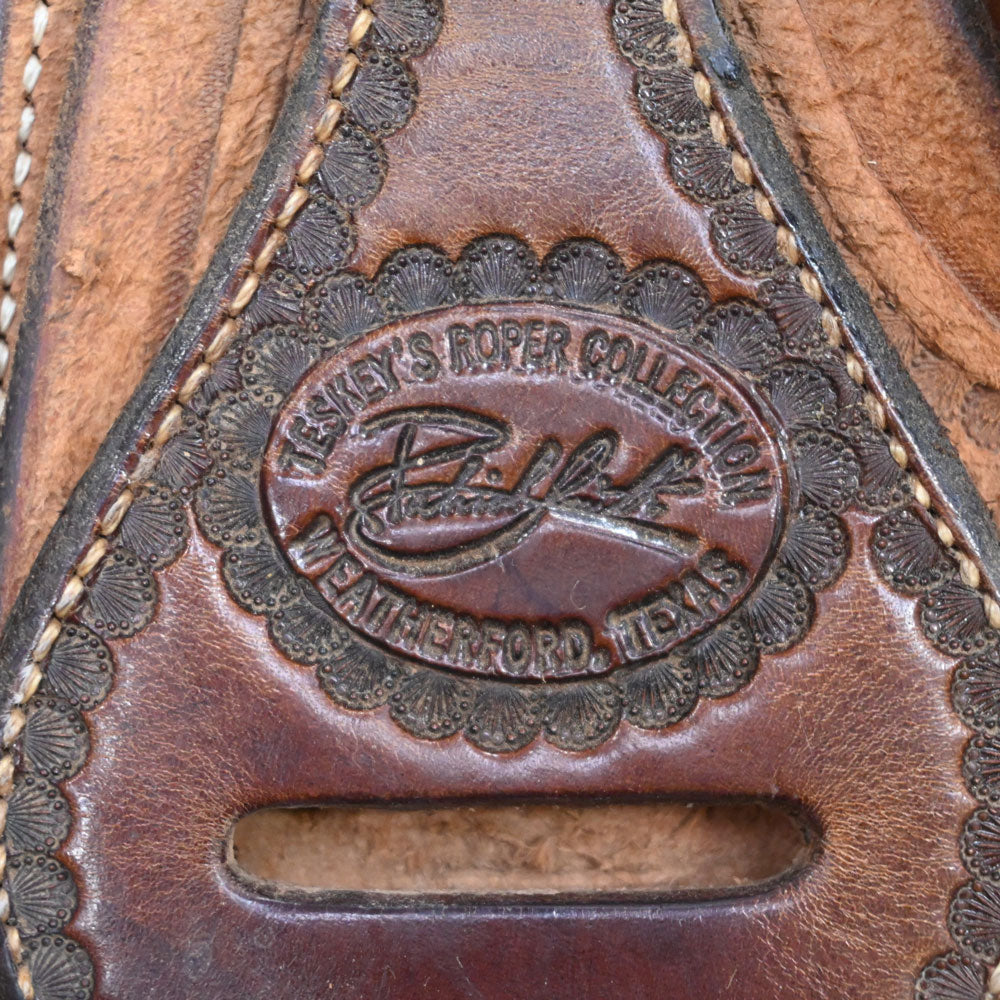 TESKEY'S ROPER COLLECTION
WEATHERFORD, TEXAS